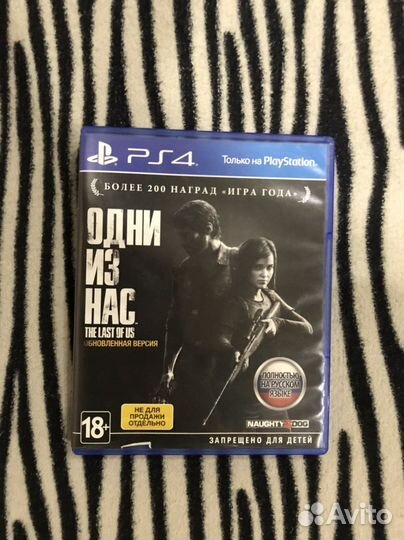 PS4
Только на PlayStation®
БОЛЕЕ 200 НАГРАД «ИГРА ГОДА»
ОДНИ
ИЗ
НАС
THE LAST OF US
ОБНОВЛЕННАЯ ВЕРСИЯ
ПОЛНОСТЬЮ
НА РУССКОМ
ЯЗЫКЕ
НЕ ДЛЯ
ПРОДАЖИ
ОТДЕЛЬНО
18+
NAUGHTY DOG
ЗАПРЕЩЕНО ДЛЯ ДЕТЕЙ
Avito